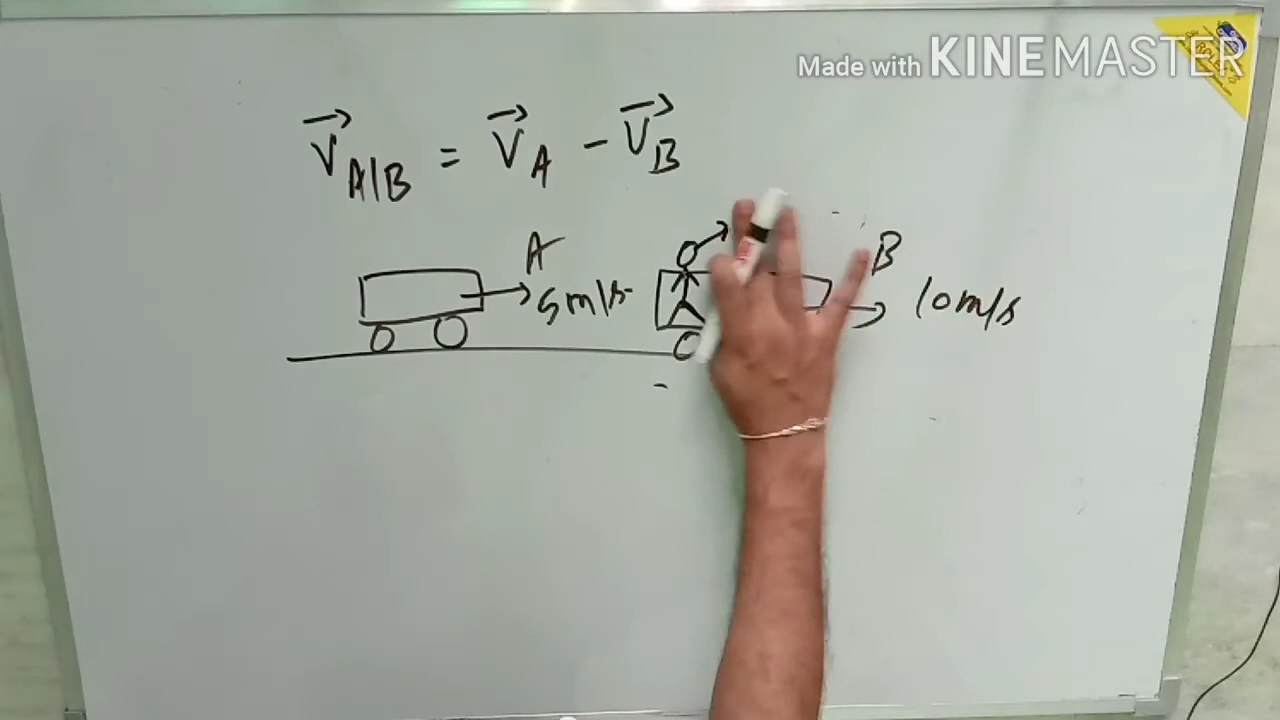 Made with KINEMASTER
V⃗A/B = V⃗A - V⃗B
A
B
5m/s
10m/s